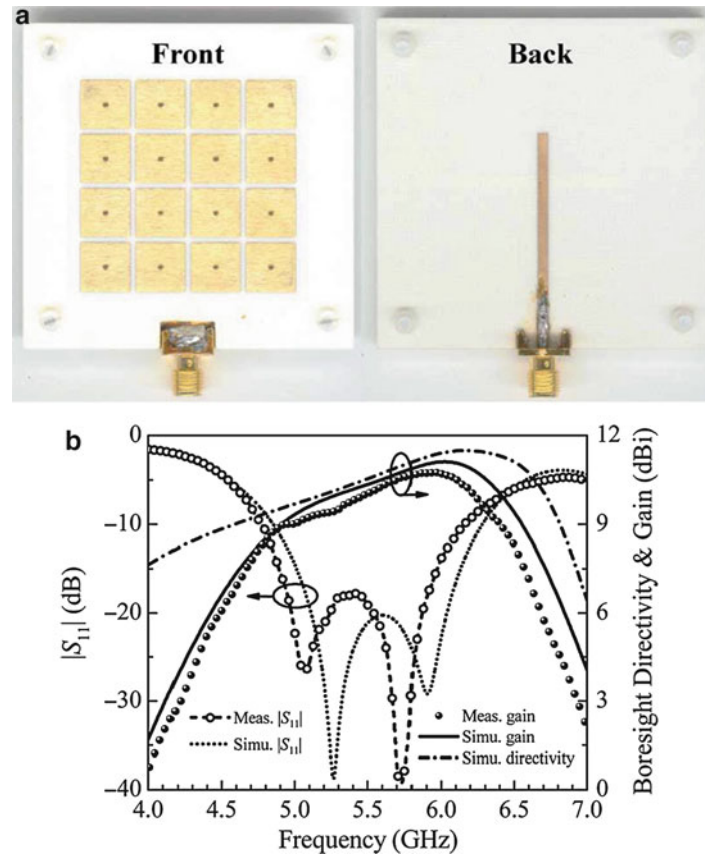 a
Front
Back
b
0
-10
-20
-30
-40
|S11| (dB)
12
9
6
3
0
Boresight Directivity & Gain (dBi)
Meas. |S11|
Simu. |S11|
Meas. gain
Simu. gain
Simu. directivity
4.0 4.5 5.0 5.5 6.0 6.5 7.0
Frequency (GHz)